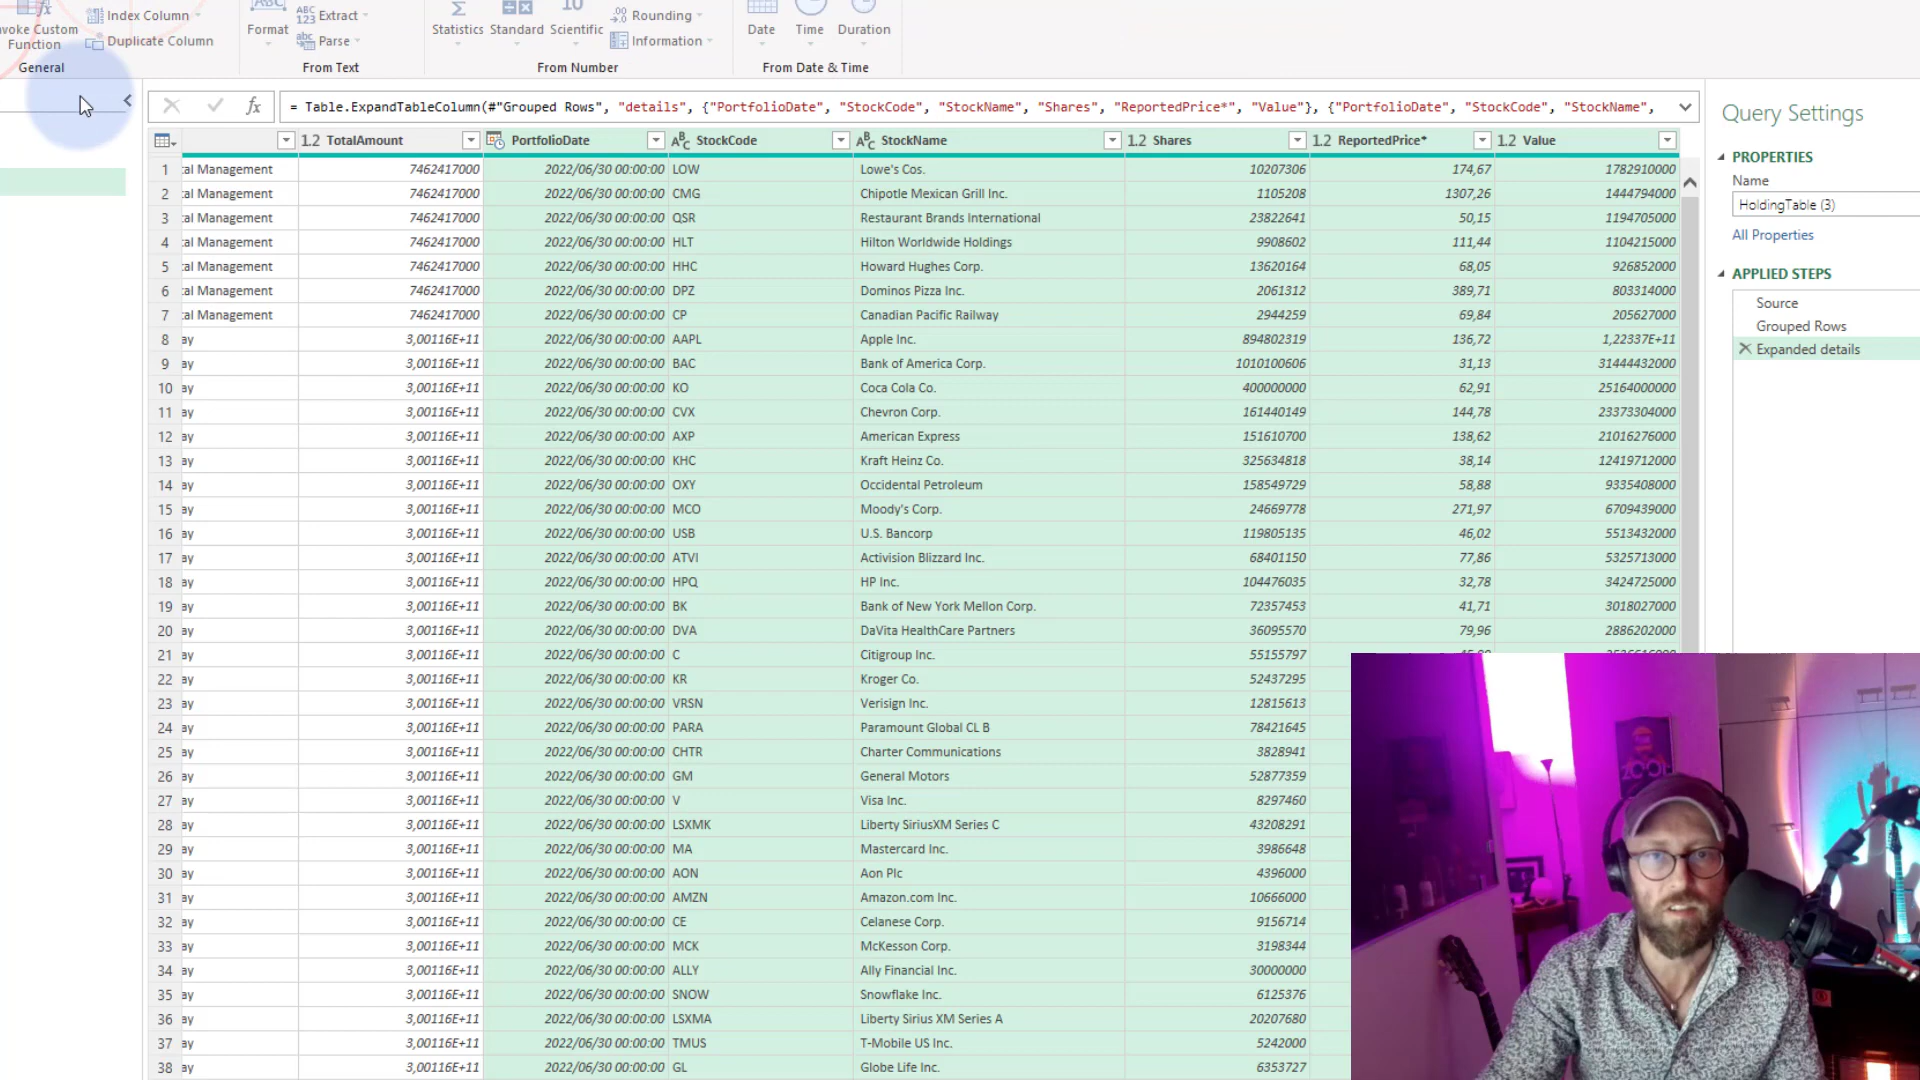 voke Custom
Function
Index Column
Duplicate Column
General
Format
Extract
Parse
From Text
Statistics
Standard
Scientific
Rounding
Information
From Number
Date
Time
Duration
From Date & Time
= Table.ExpandTableColumn(#"Grouped Rows", "details", {"PortfolioDate", "StockCode", "StockName", "Shares", "ReportedPrice*", "Value"}, {"PortfolioDate", "StockCode", "StockName",
1.2 TotalAmount PortfolioDate ABC StockCode ABC StockName 1.2 Shares 1.2 ReportedPrice* 1.2 Value
1 tal Management 7462417000 2022/06/30 00:00:00 LOW Lowe's Cos. 10207306 174,67 1782910000
2 tal Management 7462417000 2022/06/30 00:00:00 CMG Chipotle Mexican Grill Inc. 1105208 1307,26 1444794000
3 tal Management 7462417000 2022/06/30 00:00:00 QSR Restaurant Brands International 23822641 50,15 1194705000
4 tal Management 7462417000 2022/06/30 00:00:00 HLT Hilton Worldwide Holdings 9908602 111,44 1104215000
5 tal Management 7462417000 2022/06/30 00:00:00 HHC Howard Hughes Corp. 13620164 68,05 926852000
6 tal Management 7462417000 2022/06/30 00:00:00 DPZ Dominos Pizza Inc. 2061312 389,71 803314000
7 tal Management 7462417000 2022/06/30 00:00:00 CP Canadian Pacific Railway 2944259 69,84 205627000
8 ay 3,00116E+11 2022/06/30 00:00:00 AAPL Apple Inc. 894802319 136,72 1,22337E+11
9 ay 3,00116E+11 2022/06/30 00:00:00 BAC Bank of America Corp. 1010100606 31,13 31444432000
10 ay 3,00116E+11 2022/06/30 00:00:00 KO Coca Cola Co. 400000000 62,91 25164000000
11 ay 3,00116E+11 2022/06/30 00:00:00 CVX Chevron Corp. 161440149 144,78 23373304000
12 ay 3,00116E+11 2022/06/30 00:00:00 AXP American Express 151610700 138,62 21016276000
13 ay 3,00116E+11 2022/06/30 00:00:00 KHC Kraft Heinz Co. 325634818 38,14 12419712000
14 ay 3,00116E+11 2022/06/30 00:00:00 OXY Occidental Petroleum 158549729 58,88 9335408000
15 ay 3,00116E+11 2022/06/30 00:00:00 MCO Moody's Corp. 24669778 271,97 6709439000
16 ay 3,00116E+11 2022/06/30 00:00:00 USB U.S. Bancorp 119805135 46,02 5513432000
17 ay 3,00116E+11 2022/06/30 00:00:00 ATVI Activision Blizzard Inc. 68401150 77,86 5325713000
18 ay 3,00116E+11 2022/06/30 00:00:00 HPQ HP Inc. 104476035 32,78 3424725000
19 ay 3,00116E+11 2022/06/30 00:00:00 BK Bank of New York Mellon Corp. 72357453 41,71 3018027000
20 ay 3,00116E+11 2022/06/30 00:00:00 DVA DaVita HealthCare Partners 36095570 79,96 2886202000
21 ay 3,00116E+11 2022/06/30 00:00:00 C Citigroup Inc. 55155797
22 ay 3,00116E+11 2022/06/30 00:00:00 KR Kroger Co. 52437295
23 ay 3,00116E+11 2022/06/30 00:00:00 VRSN Verisign Inc. 12815613
24 ay 3,00116E+11 2022/06/30 00:00:00 PARA Paramount Global CL B 78421645
25 ay 3,00116E+11 2022/06/30 00:00:00 CHTR Charter Communications 3828941
26 ay 3,00116E+11 2022/06/30 00:00:00 GM General Motors 52877359
27 ay 3,00116E+11 2022/06/30 00:00:00 V Visa Inc. 8297460
28 ay 3,00116E+11 2022/06/30 00:00:00 LSXMK Liberty SiriusXM Series C 43208291
29 ay 3,00116E+11 2022/06/30 00:00:00 MA Mastercard Inc. 3986648
30 ay 3,00116E+11 2022/06/30 00:00:00 AON Aon Plc 4396000
31 ay 3,00116E+11 2022/06/30 00:00:00 AMZN Amazon.com Inc. 10666000
32 ay 3,00116E+11 2022/06/30 00:00:00 CE Celanese Corp. 9156714
33 ay 3,00116E+11 2022/06/30 00:00:00 MCK McKesson Corp. 3198344
34 ay 3,00116E+11 2022/06/30 00:00:00 ALLY Ally Financial Inc. 30000000
35 ay 3,00116E+11 2022/06/30 00:00:00 SNOW Snowflake Inc. 6125376
36 ay 3,00116E+11 2022/06/30 00:00:00 LSXMA Liberty Sirius XM Series A 20207680
37 ay 3,00116E+11 2022/06/30 00:00:00 TMUS T-Mobile US Inc. 5242000
38 ay 3,00116E+11 2022/06/30 00:00:00 GL Globe Life Inc. 6353727
Query Settings
PROPERTIES
Name
HoldingTable (3)
All Properties
APPLIED STEPS
Source
Grouped Rows
Expanded details